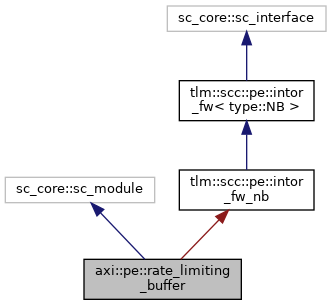 sc_core::sc_interface
tlm::scc::pe::intor
_fw< type::NB >
sc_core::sc_module
tlm::scc::pe::intor
_fw_nb
axi::pe::rate_limiting
_buffer